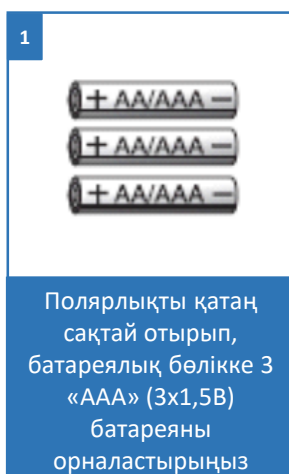 1
+ AA/AAA −
+ AA/AAA −
+ AA/AAA −
Полярлықты қатаң
сақтай отырып,
батареялық бөлікке 3
«ААА» (3х1,5В)
батареяны
орналастырыңыз